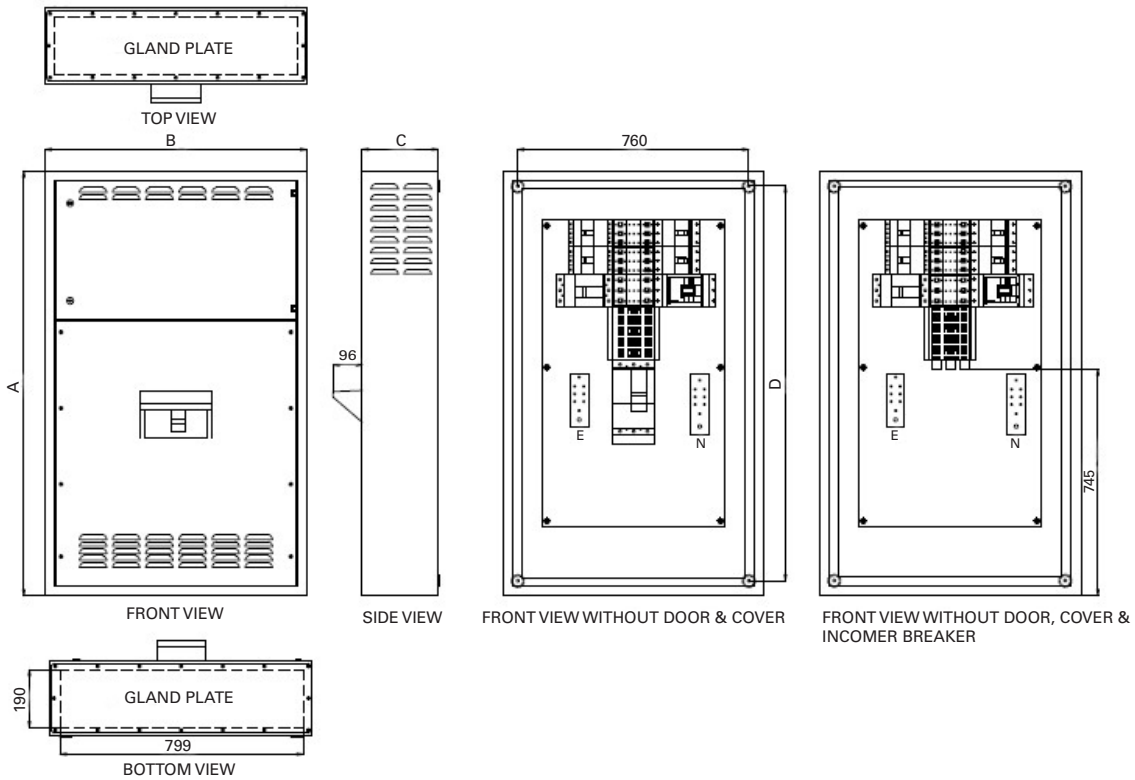 GLAND PLATE
TOP VIEW
B
C
760
A
96
D
E
N
E
N
745
FRONT VIEW
SIDE VIEW
FRONT VIEW WITHOUT DOOR & COVER
FRONT VIEW WITHOUT DOOR, COVER &
INCOMER BREAKER
GLAND PLATE
190
799
BOTTOM VIEW